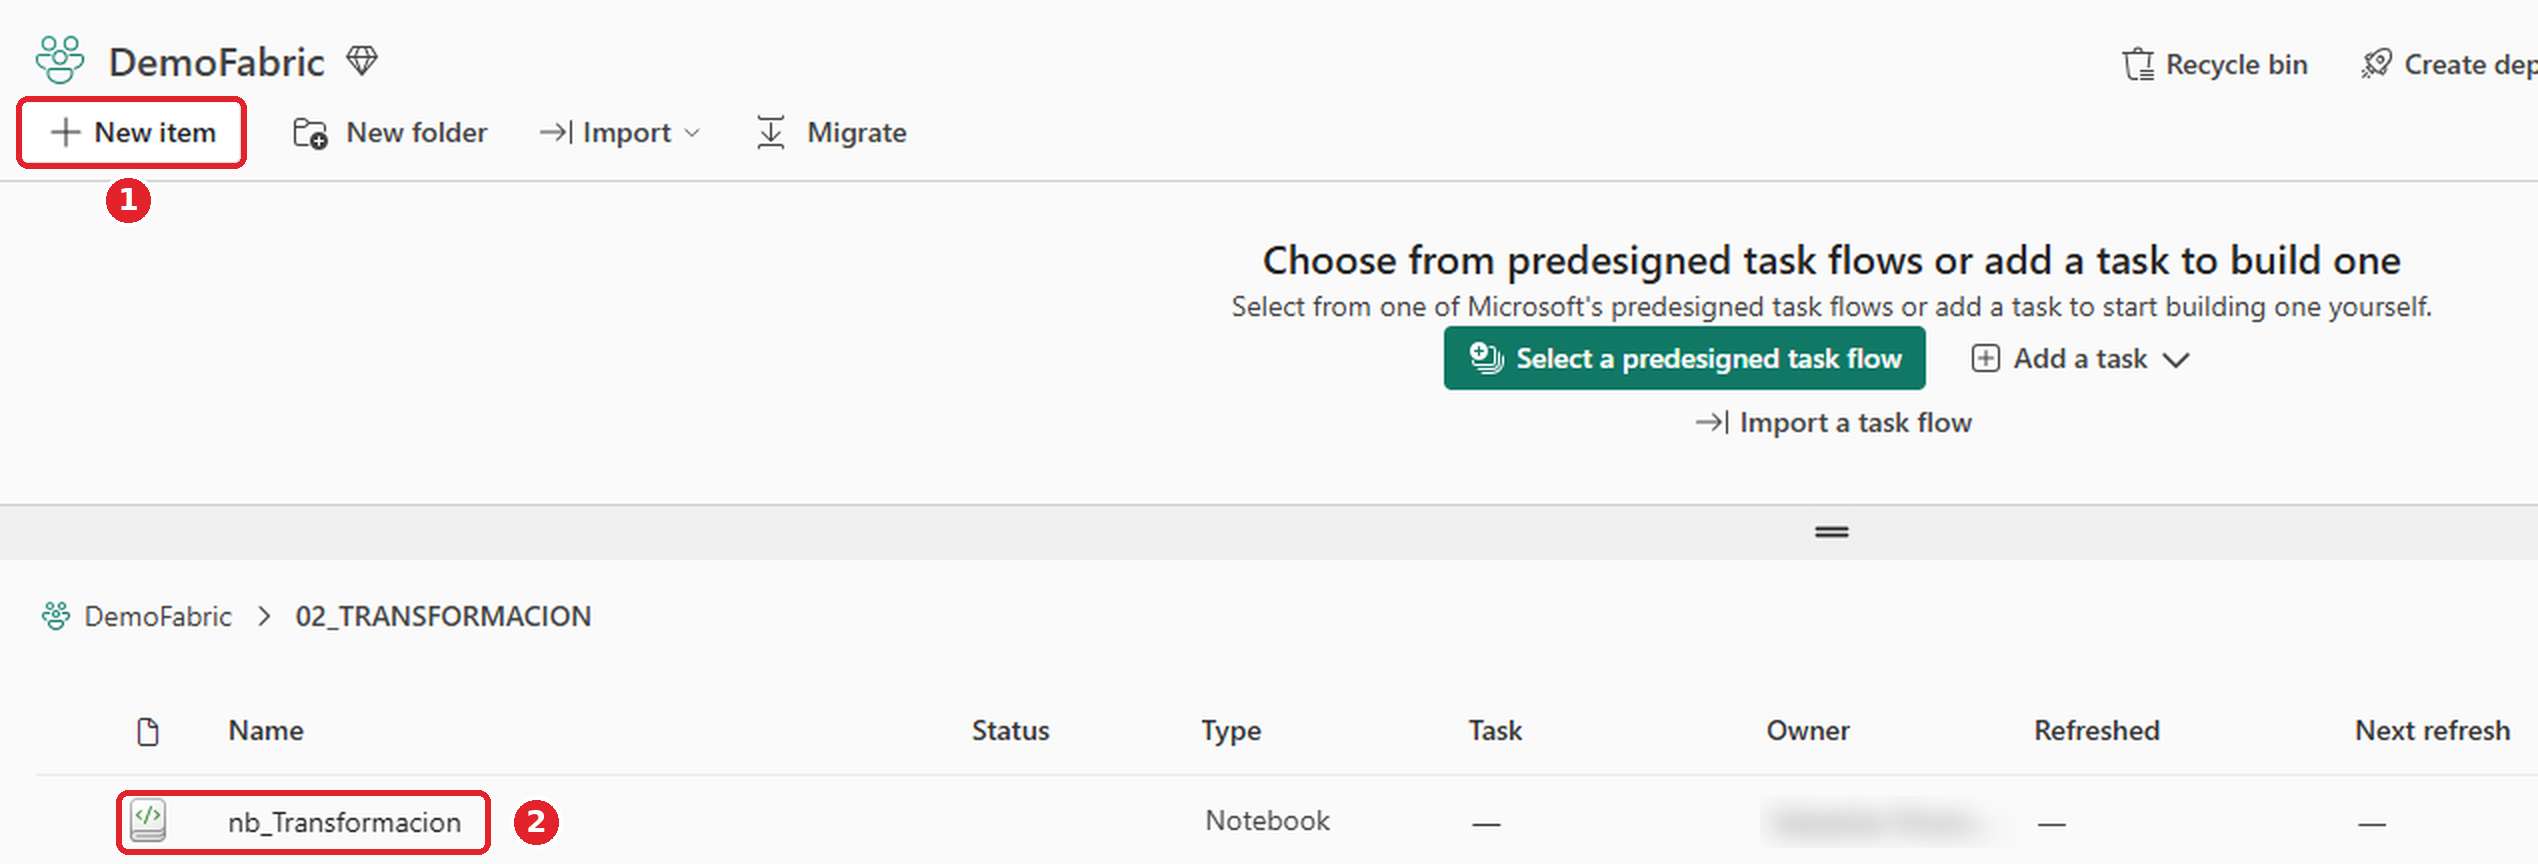 DemoFabric
Recycle bin
Create dep
New item
New folder
Import
Migrate
1
Choose from predesigned task flows or add a task to build one
Select from one of Microsoft's predesigned task flows or add a task to start building one yourself.
Select a predesigned task flow
Add a task
Import a task flow
DemoFabric > 02_TRANSFORMACION
Name Status Type Task Owner Refreshed Next refresh
nb_Transformacion 2 Notebook — — —